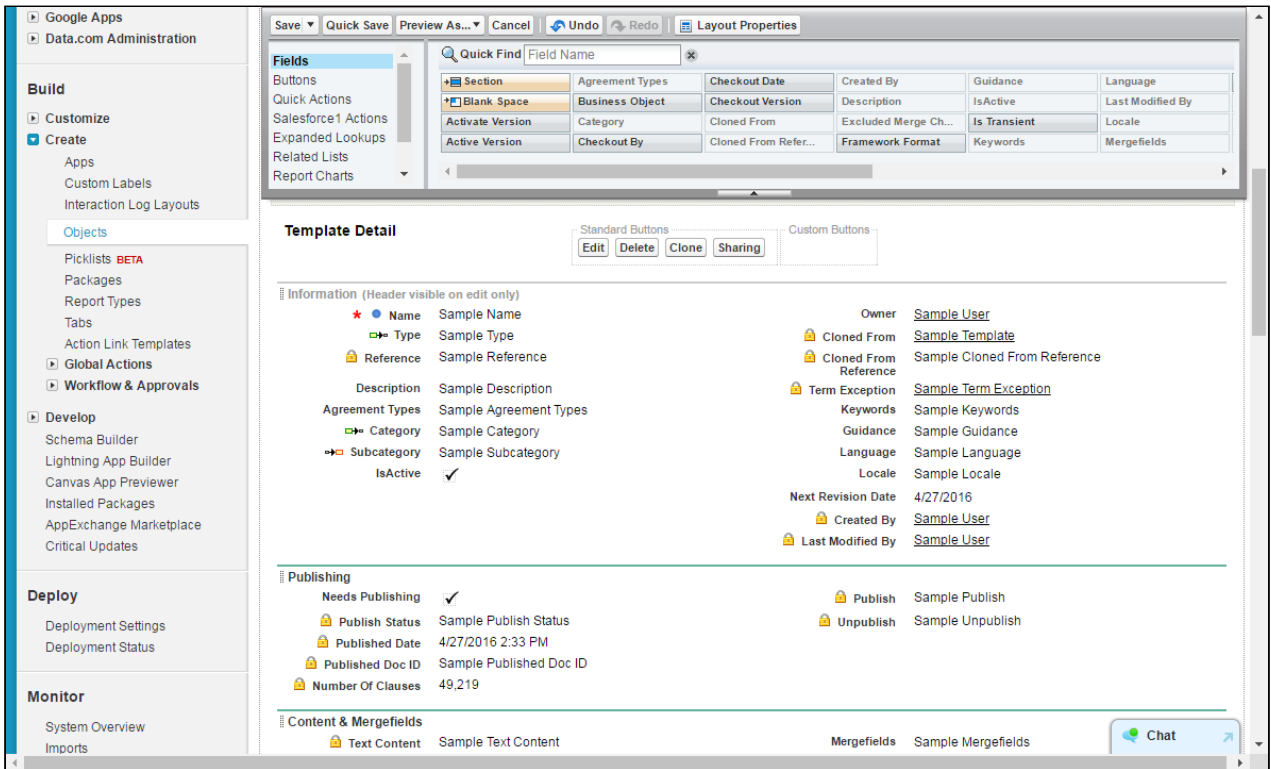 Google Apps
Data.com Administration
Build
Customize
Create
Apps
Custom Labels
Interaction Log Layouts
Objects
Picklists BETA
Packages
Report Types
Tabs
Action Link Templates
Global Actions
Workflow & Approvals
Develop
Schema Builder
Lightning App Builder
Canvas App Previewer
Installed Packages
AppExchange Marketplace
Critical Updates
Deploy
Deployment Settings
Deployment Status
Monitor
System Overview
Imports
Save Quick Save Preview As... Cancel Undo Redo Layout Properties
Fields
Buttons
Quick Actions
Salesforce1 Actions
Expanded Lookups
Related Lists
Report Charts
Quick Find Field Name
Section Agreement Types Checkout Date Created By Guidance Language
Blank Space Business Object Checkout Version Description IsActive Last Modified By
Activate Version Category Cloned From Excluded Merge Ch... Is Transient Locale
Active Version Checkout By Cloned From Refer... Framework Format Keywords Mergefields
Template Detail
Standard Buttons Custom Buttons
Edit Delete Clone Sharing
Information (Header visible on edit only)
* Name Sample Name Owner Sample User
Type Sample Type Cloned From Sample Template
Reference Sample Reference Cloned From Sample Cloned From Reference
Reference
Description Sample Description Term Exception Sample Term Exception
Agreement Types Sample Agreement Types Keywords Sample Keywords
Category Sample Category Guidance Sample Guidance
Subcategory Sample Subcategory Language Sample Language
IsActive Locale Sample Locale
Next Revision Date 4/27/2016
Created By Sample User
Last Modified By Sample User
Publishing
Needs Publishing Publish Sample Publish
Publish Status Sample Publish Status Unpublish Sample Unpublish
Published Date 4/27/2016 2:33 PM
Published Doc ID Sample Published Doc ID
Number Of Clauses 49,219
Content & Mergefields
Text Content Sample Text Content Mergefields Sample Mergefields
Chat